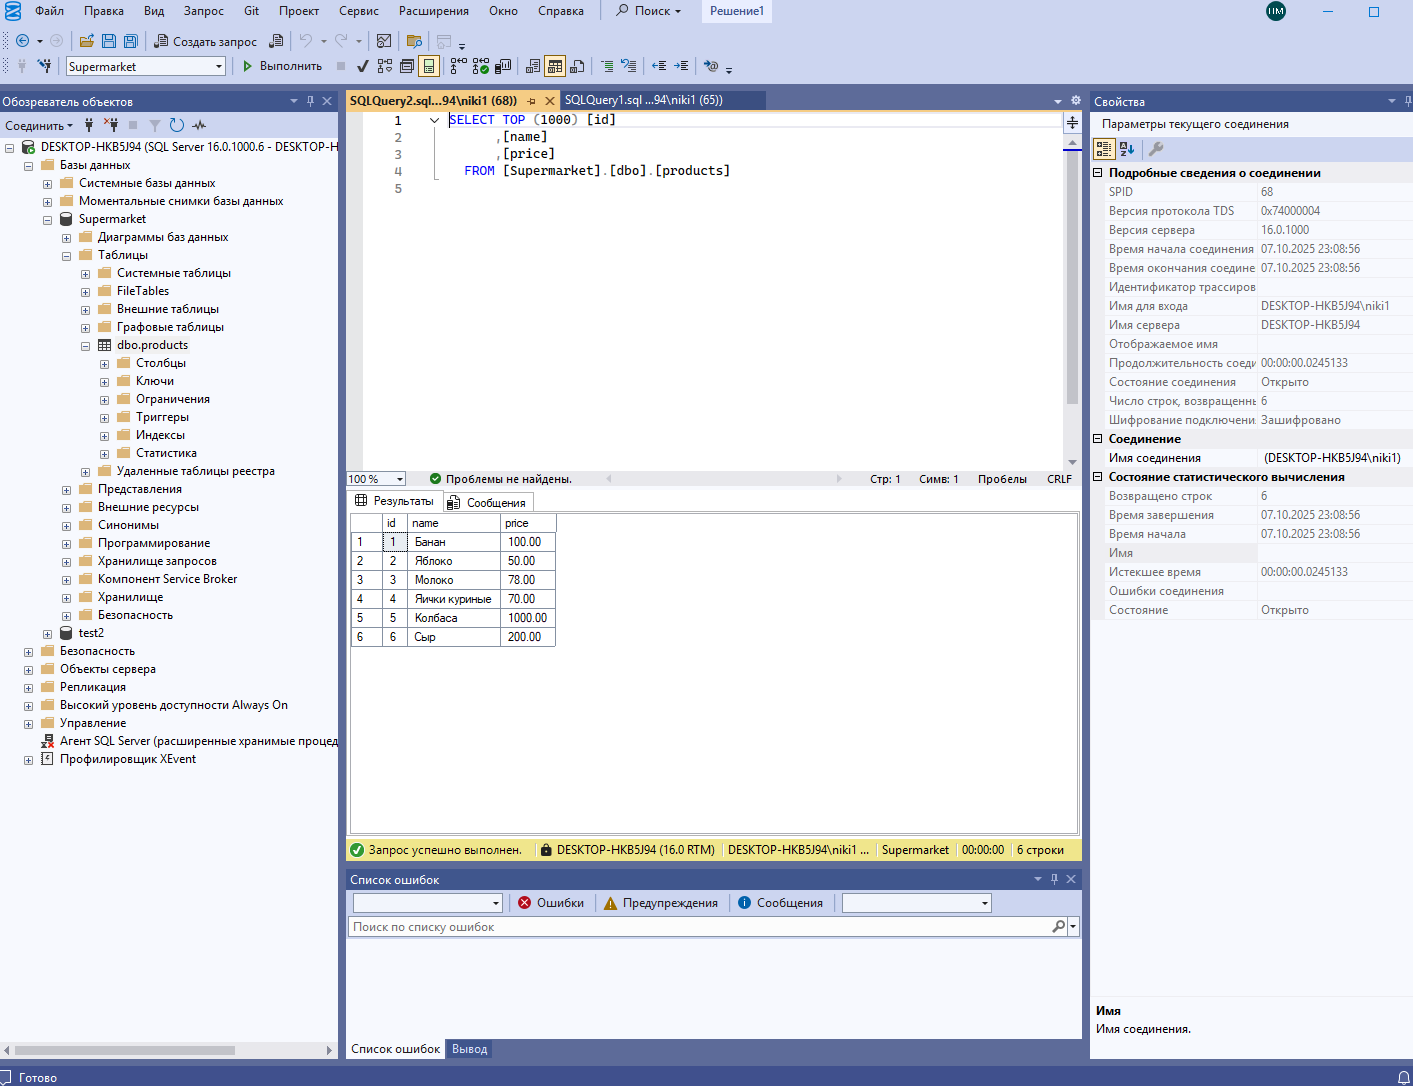 Файл Правка Вид Запрос Git Проект Сервис Расширения Окно Справка Поиск Решение1 ПМ
Создать запрос
Supermarket Выполнить
Обозреватель объектов
Соединить
DESKTOP-HKB5J94 (SQL Server 16.0.1000.6 - DESKTOP-H
Базы данных
Системные базы данных
Моментальные снимки базы данных
Supermarket
Диаграммы баз данных
Таблицы
Системные таблицы
FileTables
Внешние таблицы
Графовые таблицы
dbo.products
Столбцы
Ключи
Ограничения
Триггеры
Индексы
Статистика
Удаленные таблицы реестра
Представления
Внешние ресурсы
Синонимы
Программирование
Хранилище запросов
Компонент Service Broker
Хранилище
Безопасность
test2
Безопасность
Объекты сервера
Репликация
Высокий уровень доступности Always On
Управление
Агент SQL Server (расширенные хранимые процед
Профилировщик XEvent
SQLQuery2.sql...94\niki1 (68)) SQLQuery1.sql ...94\niki1 (65))
1 SELECT TOP (1000) [id]
2 ,[name]
3 ,[price]
4 FROM [Supermarket].[dbo].[products]
5
100 % Проблемы не найдены. Стр: 1 Симв: 1 Пробелы CRLF
Результаты Сообщения
id name price
1 1 Банан 100.00
2 2 Яблоко 50.00
3 3 Молоко 78.00
4 4 Яички куриные 70.00
5 5 Колбаса 1000.00
6 6 Сыр 200.00
Запрос успешно выполнен. DESKTOP-HKB5J94 (16.0 RTM) DESKTOP-HKB5J94\niki1 ... Supermarket 00:00:00 6 строки
Список ошибок
Ошибки Предупреждения Сообщения
Поиск по списку ошибок
Список ошибок Вывод
Свойства
Параметры текущего соединения
Подробные сведения о соединении
SPID 68
Версия протокола TDS 0x74000004
Версия сервера 16.0.1000
Время начала соединения 07.10.2025 23:08:56
Время окончания соедине 07.10.2025 23:08:56
Идентификатор трассиров
Имя для входа DESKTOP-HKB5J94\niki1
Имя сервера DESKTOP-HKB5J94
Отображаемое имя
Продолжительность соеди 00:00:00.0245133
Состояние соединения Открыто
Число строк, возвращенны 6
Шифрование подключени Зашифровано
Соединение
Имя соединения (DESKTOP-HKB5J94\niki1)
Состояние статистического вычисления
Возвращено строк 6
Время завершения 07.10.2025 23:08:56
Время начала 07.10.2025 23:08:56
Имя
Истекшее время 00:00:00.0245133
Ошибки соединения
Состояние Открыто
Имя
Имя соединения.
Готово